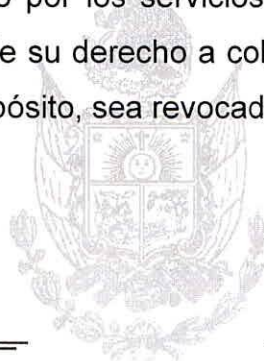 por los servicios
e su derecho a col
pósito, sea revocad